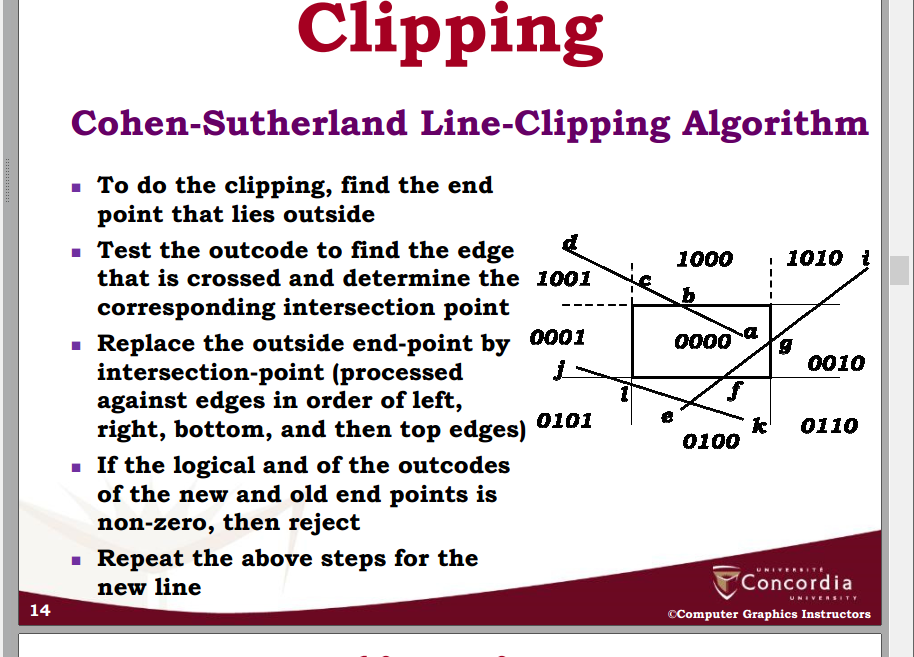 Clipping
Cohen-Sutherland Line-Clipping Algorithm
To do the clipping, find the end
point that lies outside
Test the outcode to find the edge
that is crossed and determine the
corresponding intersection point
Replace the outside end-point by
intersection-point (processed
against edges in order of left,
right, bottom, and then top edges)
If the logical and of the outcodes
of the new and old end points is
non-zero, then reject
Repeat the above steps for the
new line
d
1000 1010 i
1001 c
b
0001 0000 a g
j 0010
l f
0101 e k 0110
0100
UNIVERSITÉ
Concordia
UNIVERSITY
14
©Computer Graphics Instructors